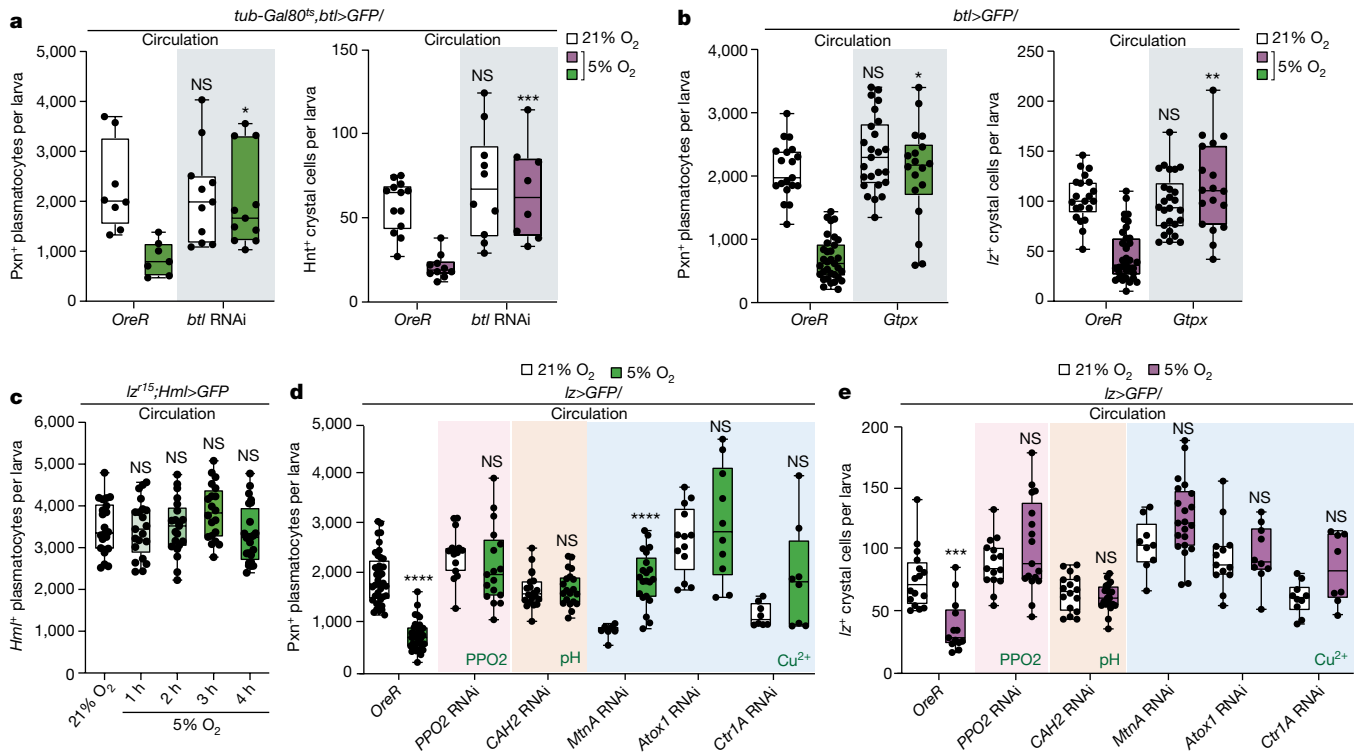 a
tub-Gal80ts,btl>GFP/
Circulation
Circulation
21% O2
5% O2
Pxn+ plasmatocytes per larva
5,000
4,000
3,000
2,000
1,000
0
NS
*
OreR
btl RNAi
Hnt+ crystal cells per larva
150
100
50
0
NS
***
OreR
btl RNAi
b
btl>GFP/
Circulation
Circulation
21% O2
5% O2
Pxn+ plasmatocytes per larva
4,000
3,000
2,000
1,000
0
NS
*
OreR
Gtpx
lz+ crystal cells per larva
250
200
150
100
50
0
NS
**
OreR
Gtpx
c
lzr15;Hml>GFP
Circulation
Hml+ plasmatocytes per larva
6,000
5,000
4,000
3,000
2,000
1,000
0
NS
NS
NS
NS
21% O2
1 h
2 h
3 h
4 h
5% O2
d
21% O2
5% O2
lz>GFP/
Circulation
Pxn+ plasmatocytes per larva
5,000
4,000
3,000
2,000
1,000
0
****
NS
NS
****
NS
NS
PPO2
pH
Cu2+
OreR
PPO2 RNAi
CAH2 RNAi
MtnA RNAi
Atox1 RNAi
Ctr1A RNAi
e
21% O2
5% O2
lz>GFP/
Circulation
lz+ crystal cells per larva
200
150
100
50
0
***
NS
NS
NS
NS
NS
PPO2
pH
Cu2+
OreR
PPO2 RNAi
CAH2 RNAi
MtnA RNAi
Atox1 RNAi
Ctr1A RNAi